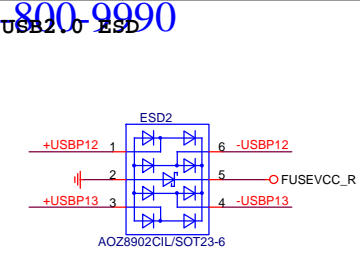 -800-9990
USB2.0 ESD
ESD2
+USBP12 1 6 -USBP12
2 5 FUSEVCC_R
+USBP13 3 4 -USBP13
AOZ8902CIL/SOT23-6